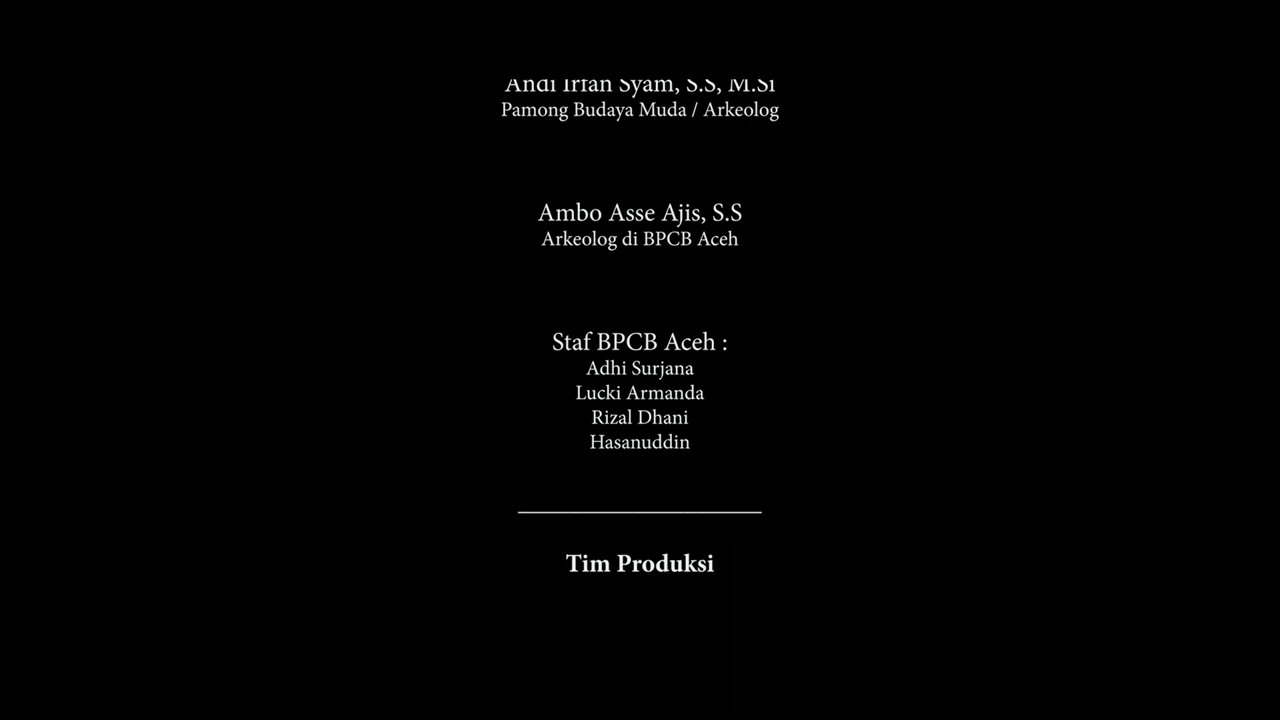 Andi Irfan Syam, S.S, M.Si
Pamong Budaya Muda / Arkeolog
Ambo Asse Ajis, S.S
Arkeolog di BPCB Aceh
Staf BPCB Aceh :
Adhi Surjana
Lucki Armanda
Rizal Dhani
Hasanuddin
Tim Produksi